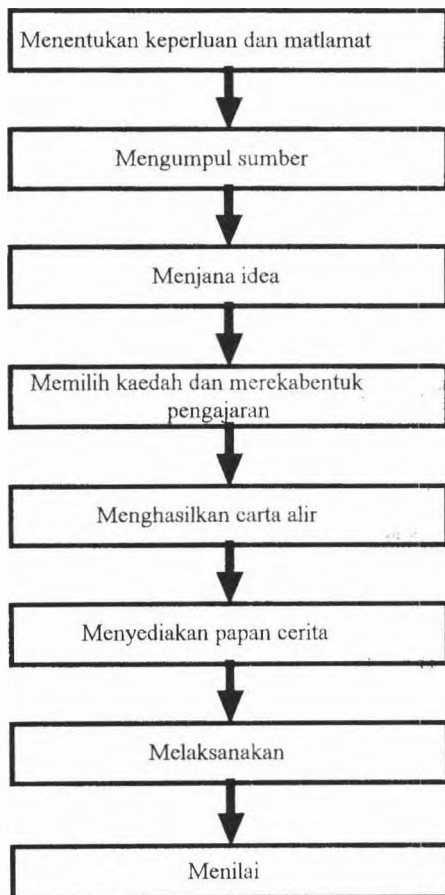 Menentukan keperluan dan matlamat
Mengumpul sumber
Menjana idea
Memilih kaedah dan merekabentuk
pengajaran
Menghasilkan carta alir
Menyediakan papan cerita
Melaksanakan
Menilai